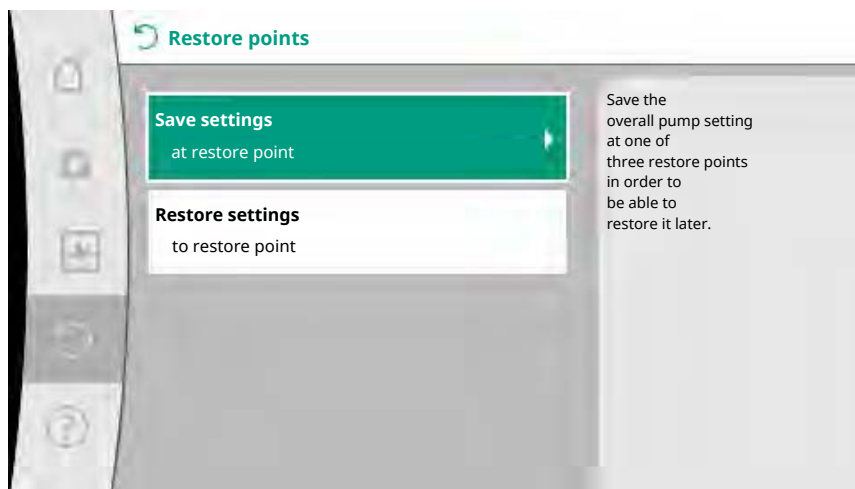 Restore points
Save settings
at restore point
Restore settings
to restore point
Save the
overall pump setting
at one of
three restore points
in order to
be able to
restore it later.
?